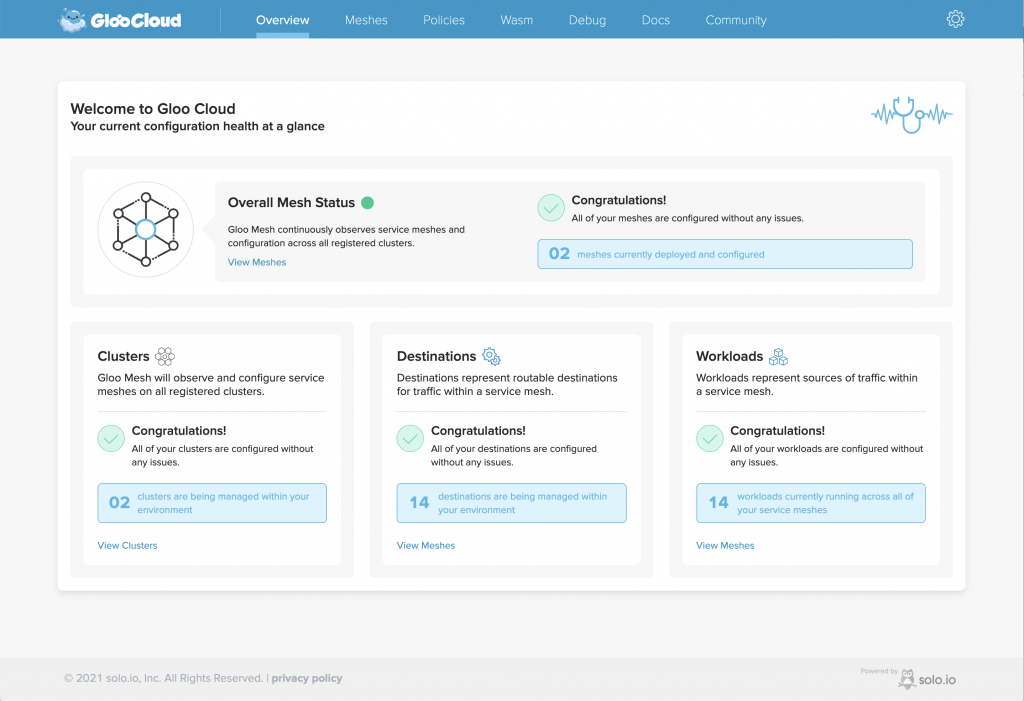 GlooCloud
Overview Meshes Policies Wasm Debug Docs Community
Welcome to Gloo Cloud
Your current configuration health at a glance
Overall Mesh Status
Gloo Mesh continuously observes service meshes and
configuration across all registered clusters.
View Meshes
Congratulations!
All of your meshes are configured without any issues.
02 meshes currently deployed and configured
Clusters
Gloo Mesh will observe and configure service
meshes on all registered clusters.
Congratulations!
All of your clusters are configured without
any issues.
02 clusters are being managed within your
environment
View Clusters
Destinations
Destinations represent routable destinations
for traffic within a service mesh.
Congratulations!
All of your destinations are configured
without any issues.
14 destinations are being managed within
your environment
View Meshes
Workloads
Workloads represent sources of traffic within
a service mesh.
Congratulations!
All of your workloads are configured without
any issues.
14 workloads currently running across all of
your service meshes
View Meshes
© 2021 solo.io, Inc. All Rights Reserved. | privacy policy
Powered by solo.io